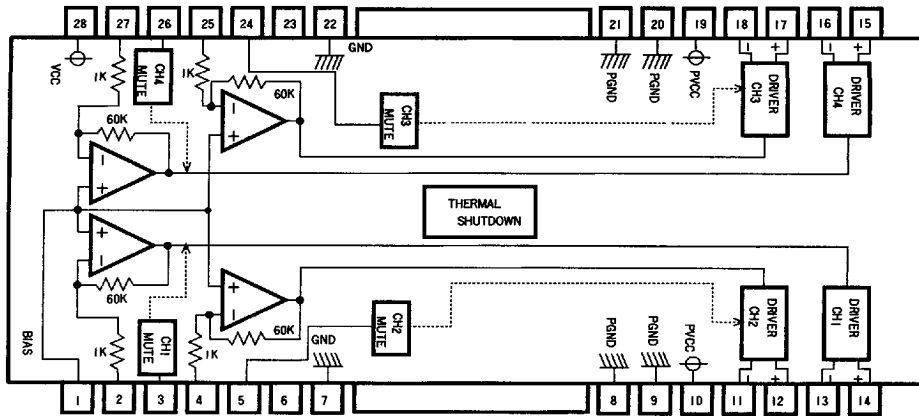 28 27 26 25 24 23 22 21 20 19 18 17 16 15
GND
- + - +
VCC
1K
CH4 MUTE
1K
60K
PGND
PGND
PVCC
DRIVER CH3
DRIVER CH4
CH3 MUTE
60K
-
+
-
+
THERMAL
SHUTDOWN
+
-
+
-
60K
60K
BIAS
1K
CH1 MUTE
1K
GND
CH2 MUTE
PGND
PGND
PVCC
DRIVER CH2
DRIVER CH1
- + - +
1 2 3 4 5 6 7 8 9 10 11 12 13 14